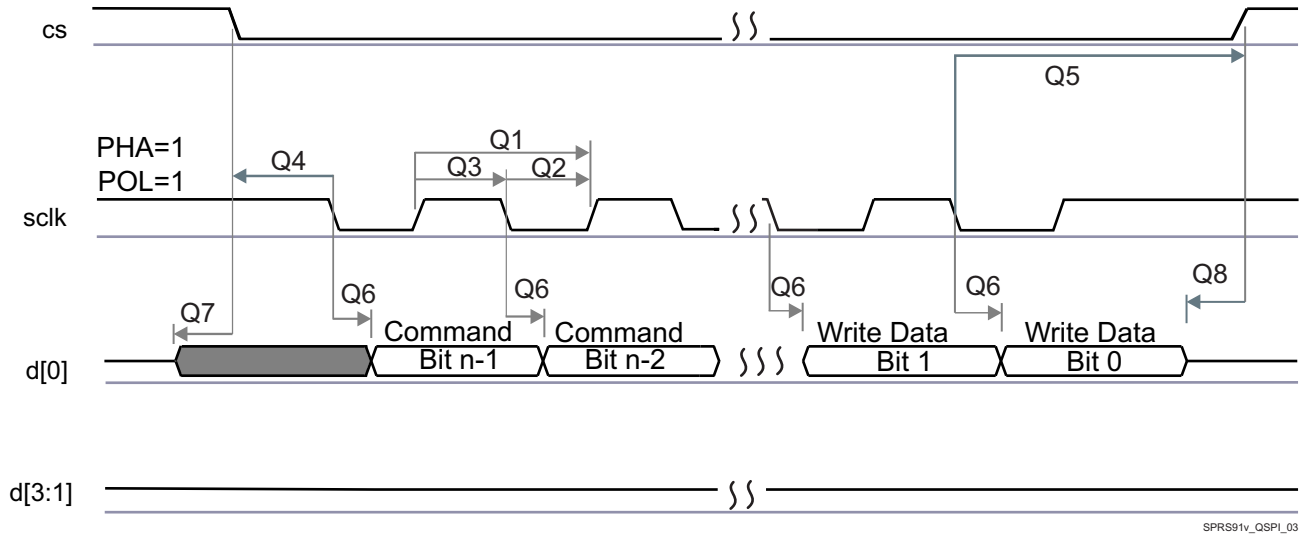 cs
Q5
PHA=1
Q1
Q4
Q3
Q2
POL=1
sclk
Q8
Q7
Q6
Q6
Q6
Q6
Command
Command
Write Data
Write Data
d[0]
Bit n-1
Bit n-2
Bit 1
Bit 0
d[3:1]
SPRS91v_QSPI_03